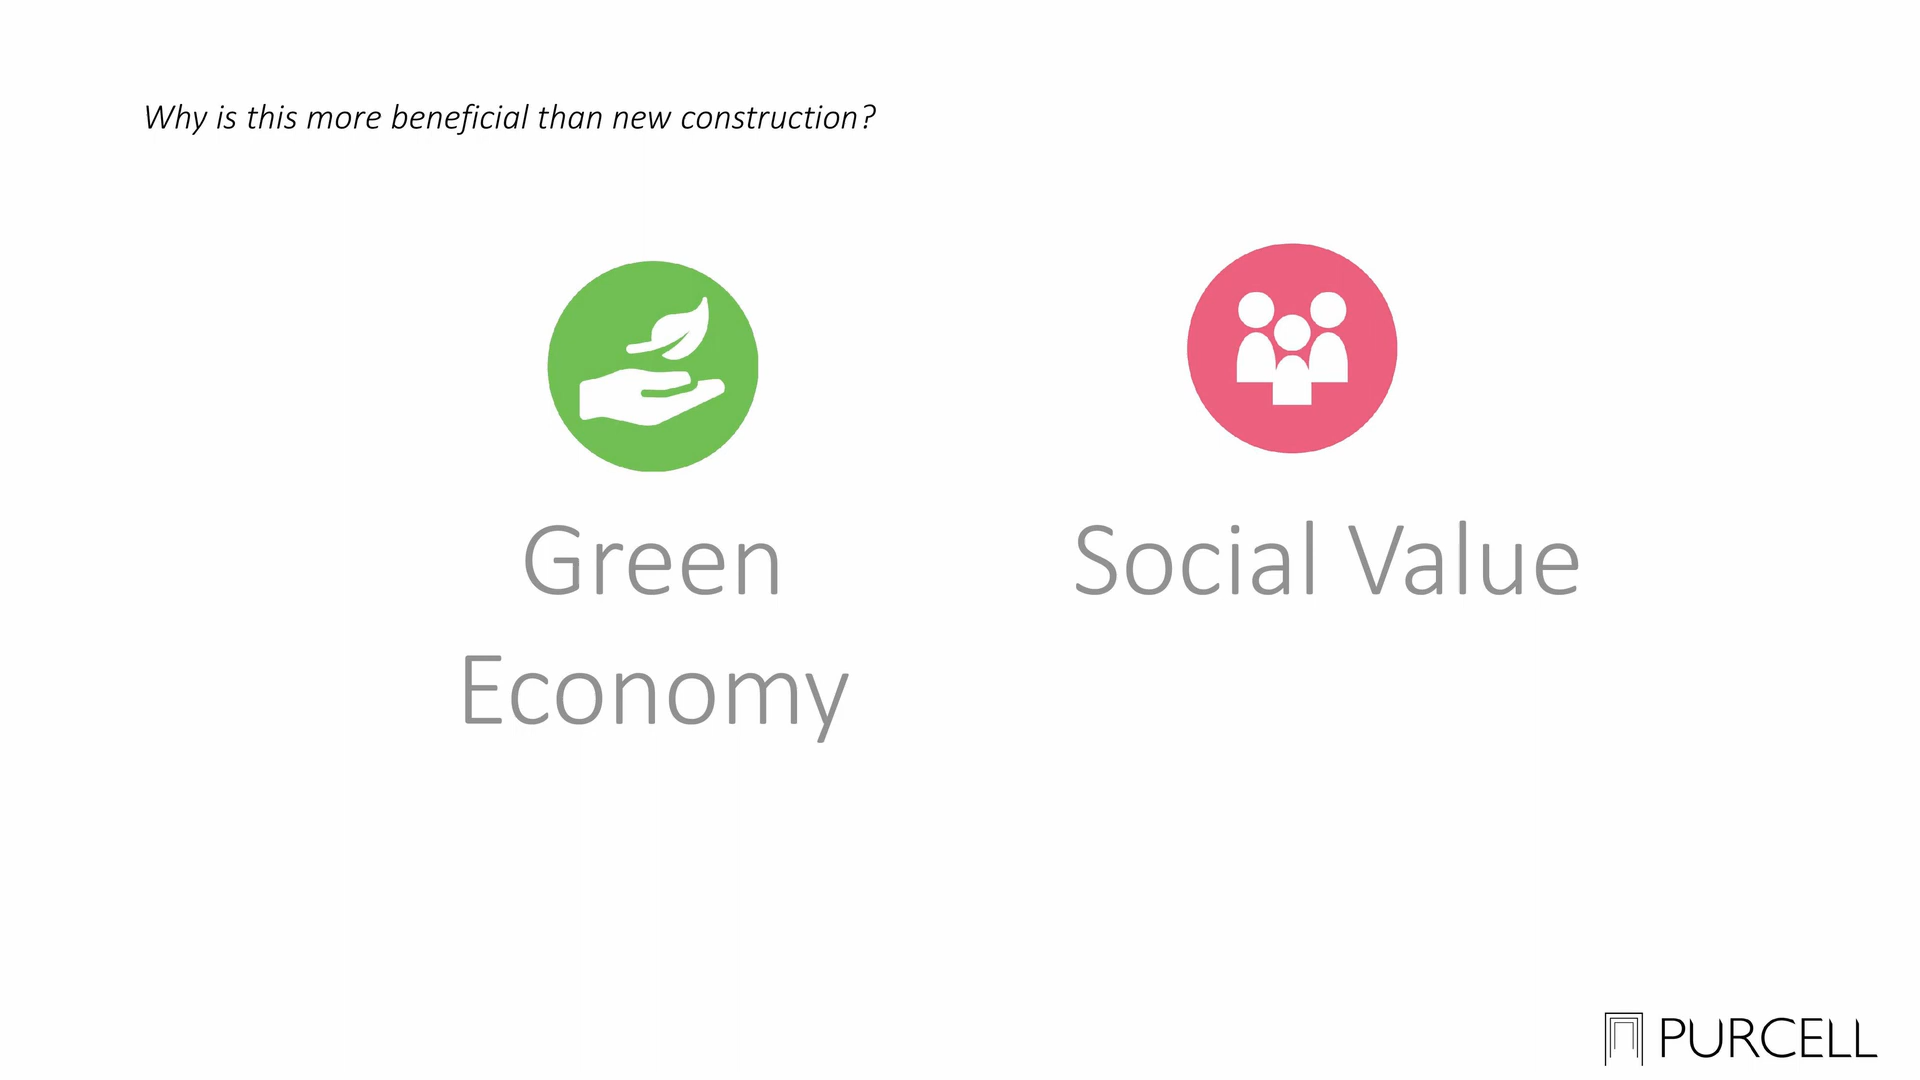 Why is this more beneficial than new construction?
Green
Economy
Social Value
PURCELL